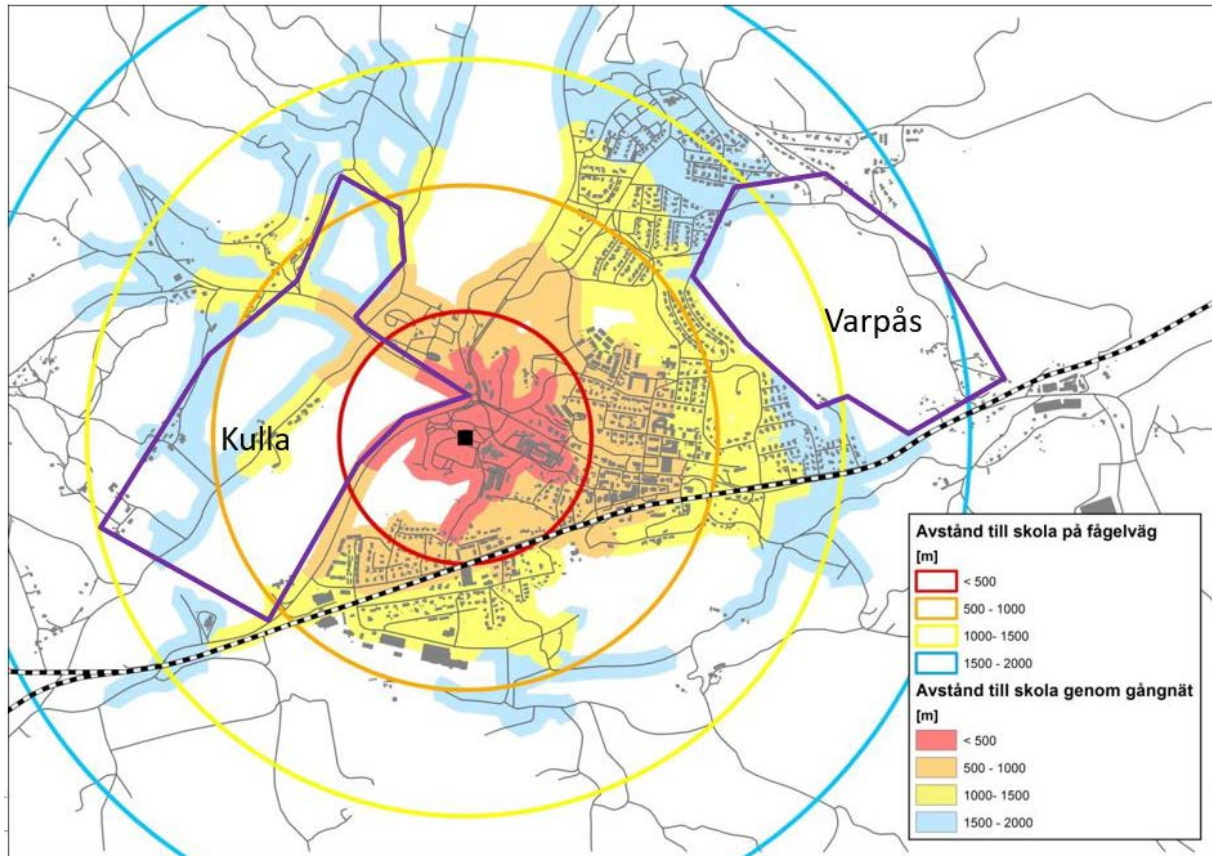 Varpås
Kulla
Avstånd till skola på fågelväg
[m]
< 500
500 - 1000
1000- 1500
1500 - 2000
Avstånd till skola genom gångnät
[m]
< 500
500 - 1000
1000- 1500
1500 - 2000